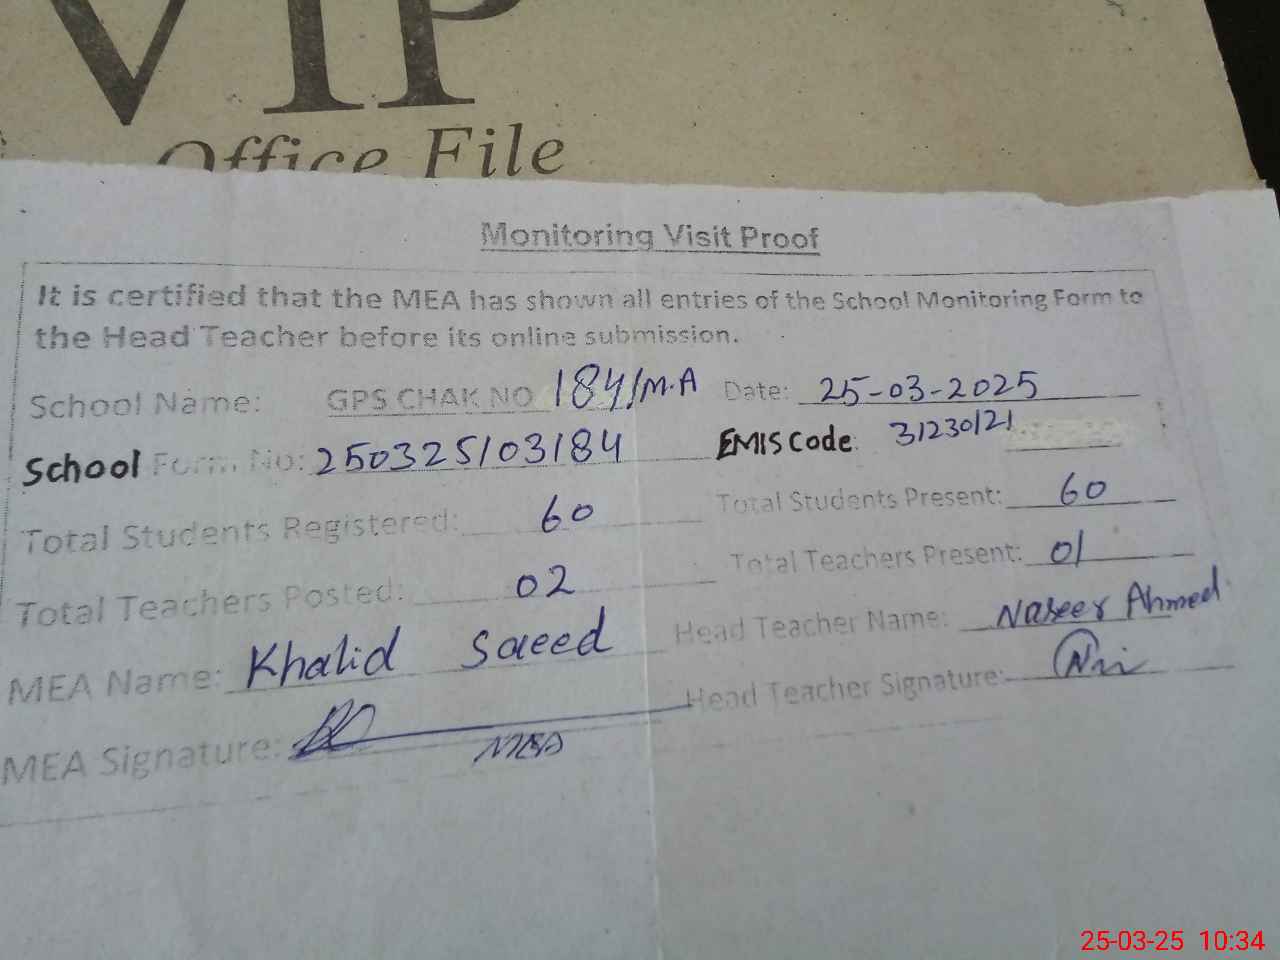 VIP
Office File
Monitoring Visit Proof
It is certified that the MEA has shown all entries of the School Monitoring Form to
the Head Teacher before its online submission.
School Name: GPS CHAK NO 184/M.A Date: 25-03-2025
School Form No: 250325103184 EMIS Code: 31230121
Total Students Registered: 60 Total Students Present: 60
Total Teachers Posted: 02 Total Teachers Present: 01
MEA Name: Khalid Saeed Head Teacher Name: Naseer Ahmed
MEA Signature: MEA Head Teacher Signature:
25-03-25 10:34